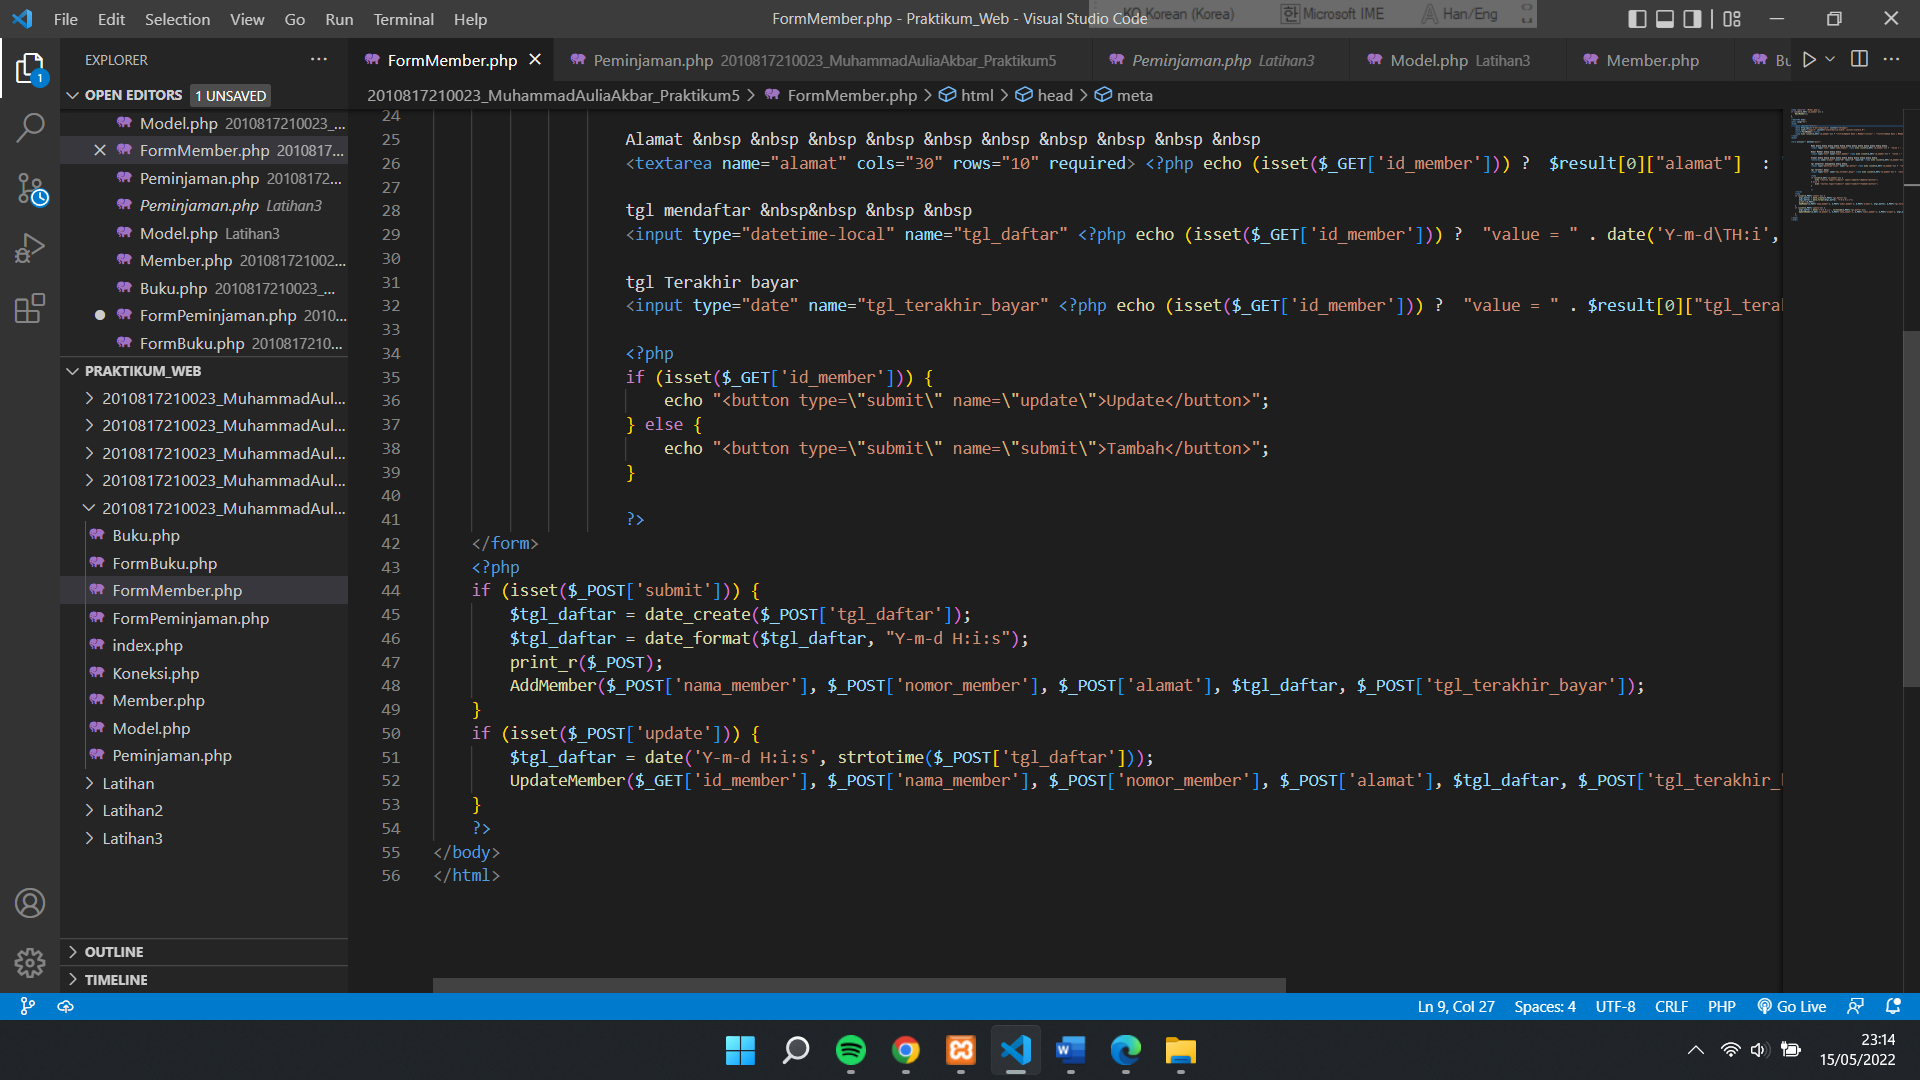 File Edit Selection View Go Run Terminal Help
FormMember.php - Praktikum_Web - Visual Studio Code
KO Korean (Korea) 한 Microsoft IME A Han/Eng
EXPLORER
OPEN EDITORS 1 UNSAVED
Model.php 2010817210023_...
FormMember.php 2010817...
Peminjaman.php 20108172...
Peminjaman.php Latihan3
Model.php Latihan3
Member.php 201081721002...
Buku.php 2010817210023_...
FormPeminjaman.php 2010...
FormBuku.php 2010817210...
PRAKTIKUM_WEB
2010817210023_MuhammadAul...
2010817210023_MuhammadAul...
2010817210023_MuhammadAul...
2010817210023_MuhammadAul...
2010817210023_MuhammadAul...
Buku.php
FormBuku.php
FormMember.php
FormPeminjaman.php
index.php
Koneksi.php
Member.php
Model.php
Peminjaman.php
Latihan
Latihan2
Latihan3
OUTLINE
TIMELINE
FormMember.php Peminjaman.php 2010817210023_MuhammadAuliaAkbar_Praktikum5 Peminjaman.php Latihan3 Model.php Latihan3 Member.php Bu
2010817210023_MuhammadAuliaAkbar_Praktikum5 > FormMember.php > html > head > meta
24
25 Alamat &nbsp &nbsp &nbsp &nbsp &nbsp &nbsp &nbsp &nbsp &nbsp &nbsp
26 <textarea name="alamat" cols="30" rows="10" required> <?php echo (isset($_GET['id_member'])) ?  $result[0]["alamat"]  : '
27
28 tgl mendaftar &nbsp&nbsp &nbsp &nbsp
29 <input type="datetime-local" name="tgl_daftar" <?php echo (isset($_GET['id_member'])) ?  "value = " . date('Y-m-d\TH:i',
30
31 tgl Terakhir bayar
32 <input type="date" name="tgl_terakhir_bayar" <?php echo (isset($_GET['id_member'])) ?  "value = " . $result[0]["tgl_terak
33
34 <?php
35 if (isset($_GET['id_member'])) {
36 echo "<button type=\"submit\" name=\"update\">Update</button>";
37 } else {
38 echo "<button type=\"submit\" name=\"submit\">Tambah</button>";
39 }
40
41 ?>
42 </form>
43 <?php
44 if (isset($_POST['submit'])) {
45 $tgl_daftar = date_create($_POST['tgl_daftar']);
46 $tgl_daftar = date_format($tgl_daftar, "Y-m-d H:i:s");
47 print_r($_POST);
48 AddMember($_POST['nama_member'], $_POST['nomor_member'], $_POST['alamat'], $tgl_daftar, $_POST['tgl_terakhir_bayar']);
49 }
50 if (isset($_POST['update'])) {
51 $tgl_daftar = date('Y-m-d H:i:s', strtotime($_POST['tgl_daftar']));
52 UpdateMember($_GET['id_member'], $_POST['nama_member'], $_POST['nomor_member'], $_POST['alamat'], $tgl_daftar, $_POST['tgl_terakhir_b
53 }
54 ?>
55 </body>
56 </html>
Ln 9, Col 27 Spaces: 4 UTF-8 CRLF PHP Go Live
23:14
15/05/2022